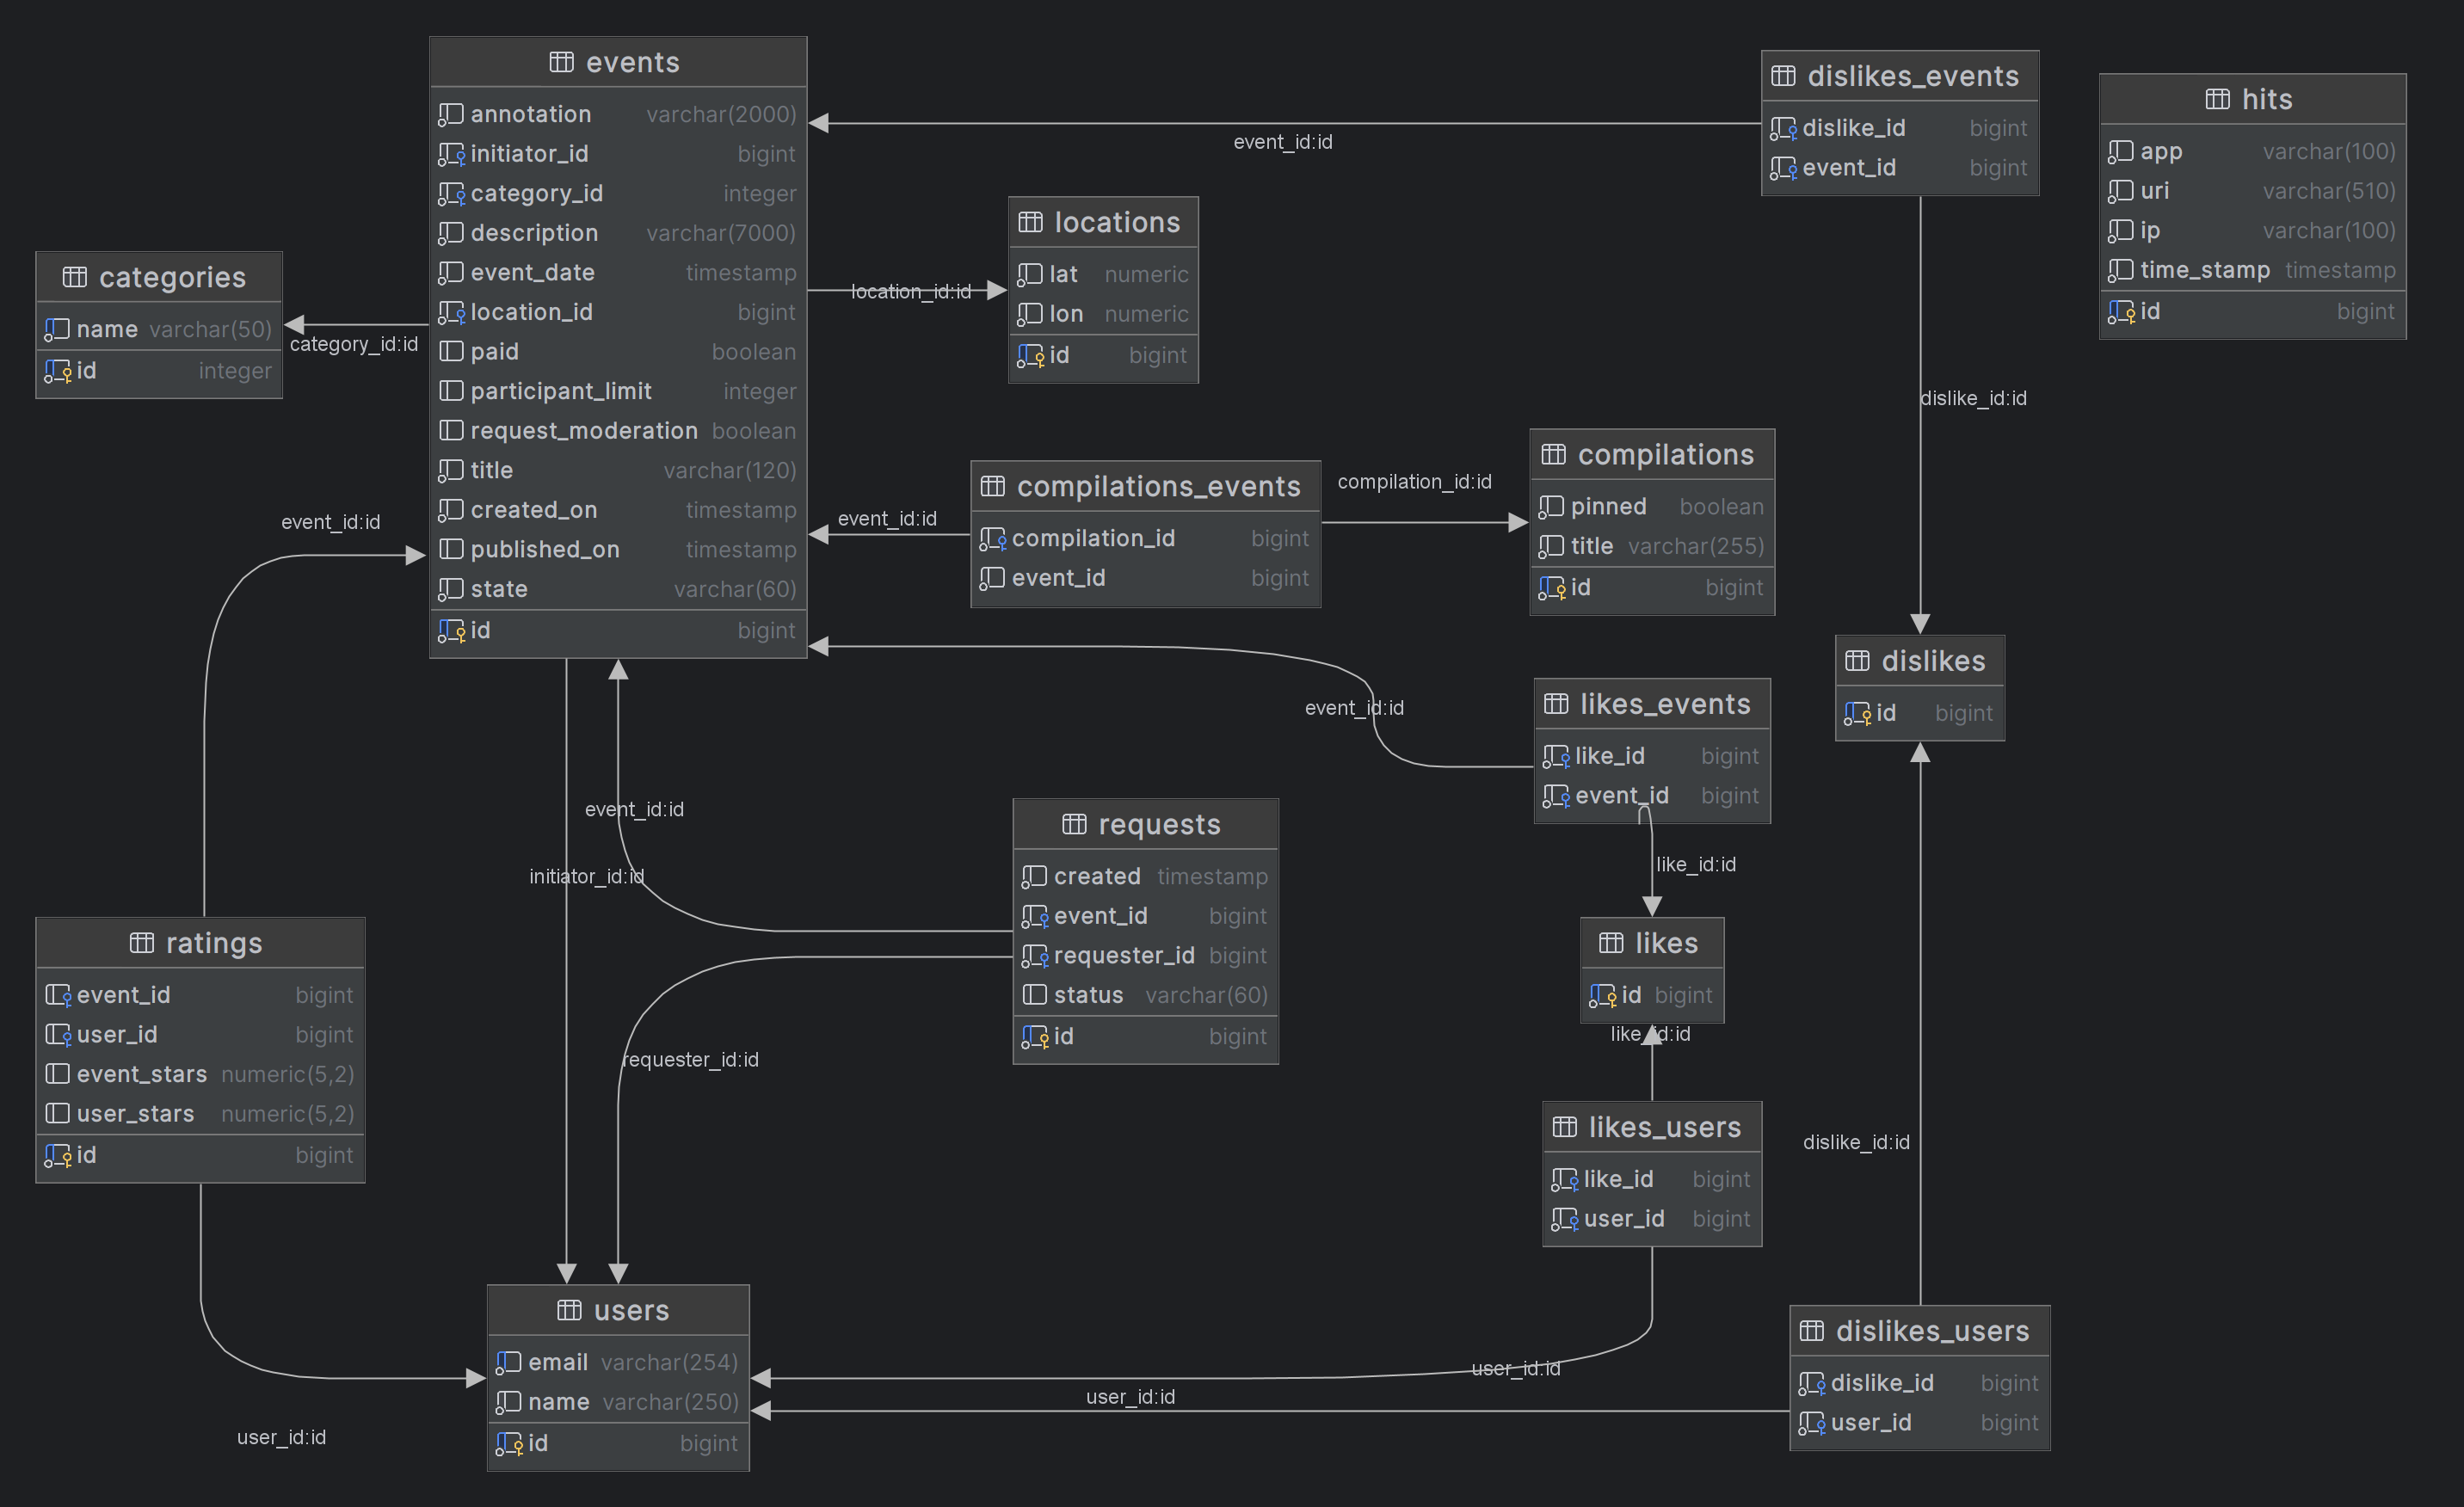 events
annotation varchar(2000)
initiator_id bigint
category_id integer
description varchar(7000)
event_date timestamp
location_id bigint
paid boolean
participant_limit integer
request_moderation boolean
title varchar(120)
created_on timestamp
published_on timestamp
state varchar(60)
id bigint
dislikes_events
dislike_id bigint
event_id bigint
hits
app varchar(100)
uri varchar(510)
ip varchar(100)
time_stamp timestamp
id bigint
event_id:id
locations
lat numeric
lon numeric
id bigint
location_id:id
categories
name varchar(50)
id integer
category_id:id
dislike_id:id
compilations_events
compilation_id bigint
event_id bigint
event_id:id
compilation_id:id
compilations
pinned boolean
title varchar(255)
id bigint
event_id:id
dislikes
id bigint
likes_events
like_id bigint
event_id bigint
event_id:id
like_id:id
event_id:id
initiator_id:id
requests
created timestamp
event_id bigint
requester_id bigint
status varchar(60)
id bigint
requester_id:id
likes
id bigint
like_id:id
ratings
event_id bigint
user_id bigint
event_stars numeric(5,2)
user_stars numeric(5,2)
id bigint
likes_users
like_id bigint
user_id bigint
dislike_id:id
users
email varchar(254)
name varchar(250)
id bigint
user_id:id
user_id:id
user_id:id
dislikes_users
dislike_id bigint
user_id bigint